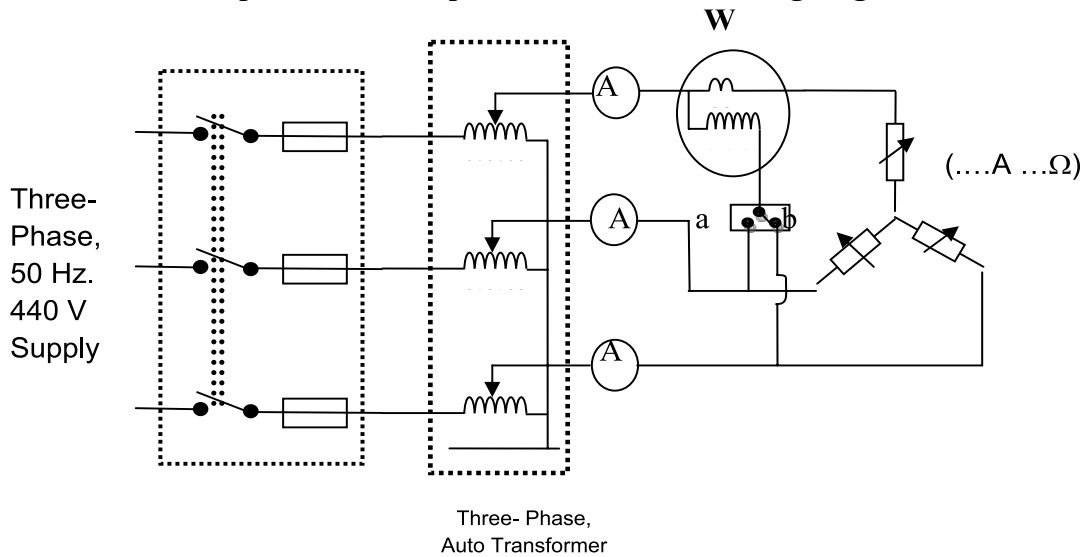 W
A
A
A
a
b
(....A ...Ω)
Three-
Phase,
50 Hz.
440 V
Supply
Three- Phase,
Auto Transformer